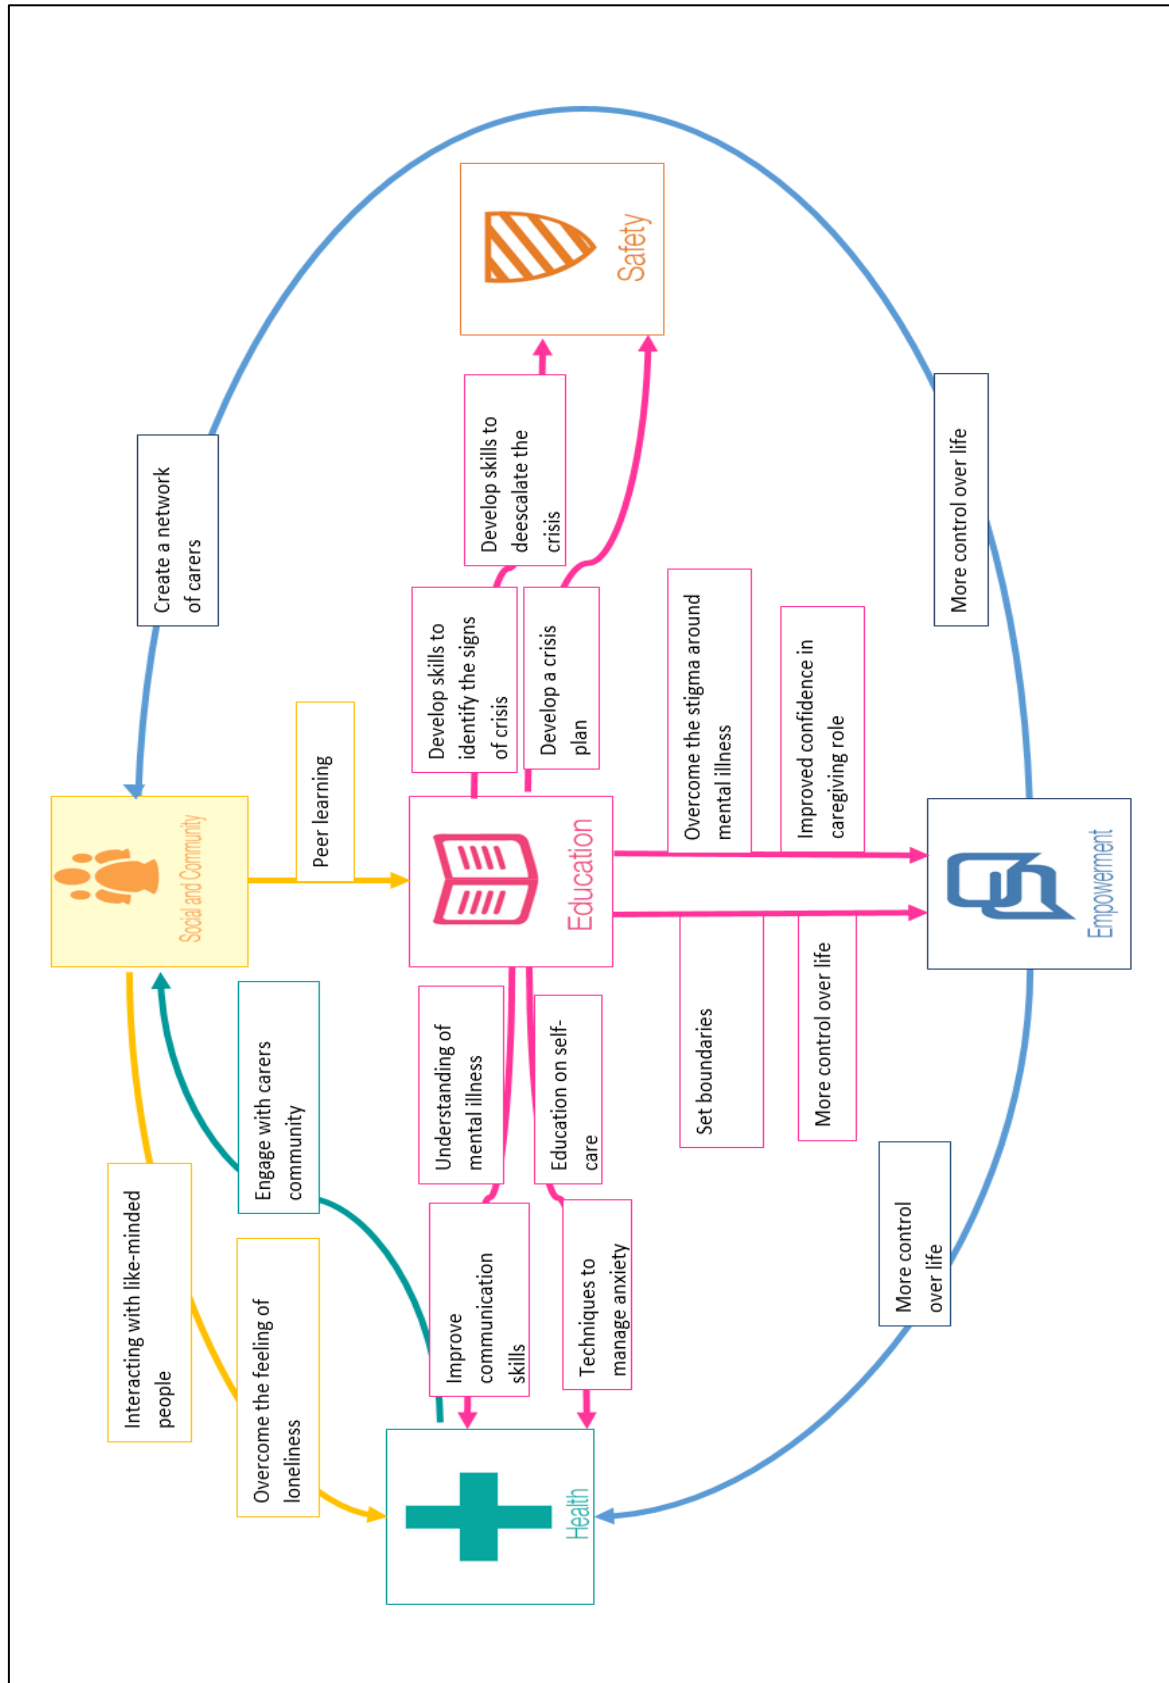 Create a network
of carers
Social and Community
Interacting with like-minded
people
Engage with carers
community
Overcome the feeling of
loneliness
Peer learning
Health
Understanding of
mental illness
Improve
communication
skills
Education on self-
care
Techniques to
manage anxiety
Education
Develop skills to
identify the signs
of crisis
Develop skills to
deescalate the
crisis
Develop a crisis
plan
Safety
Set boundaries
More control over life
Overcome the stigma around
mental illness
Improved confidence in
caregiving role
More control
over life
Empowerment
More control over life